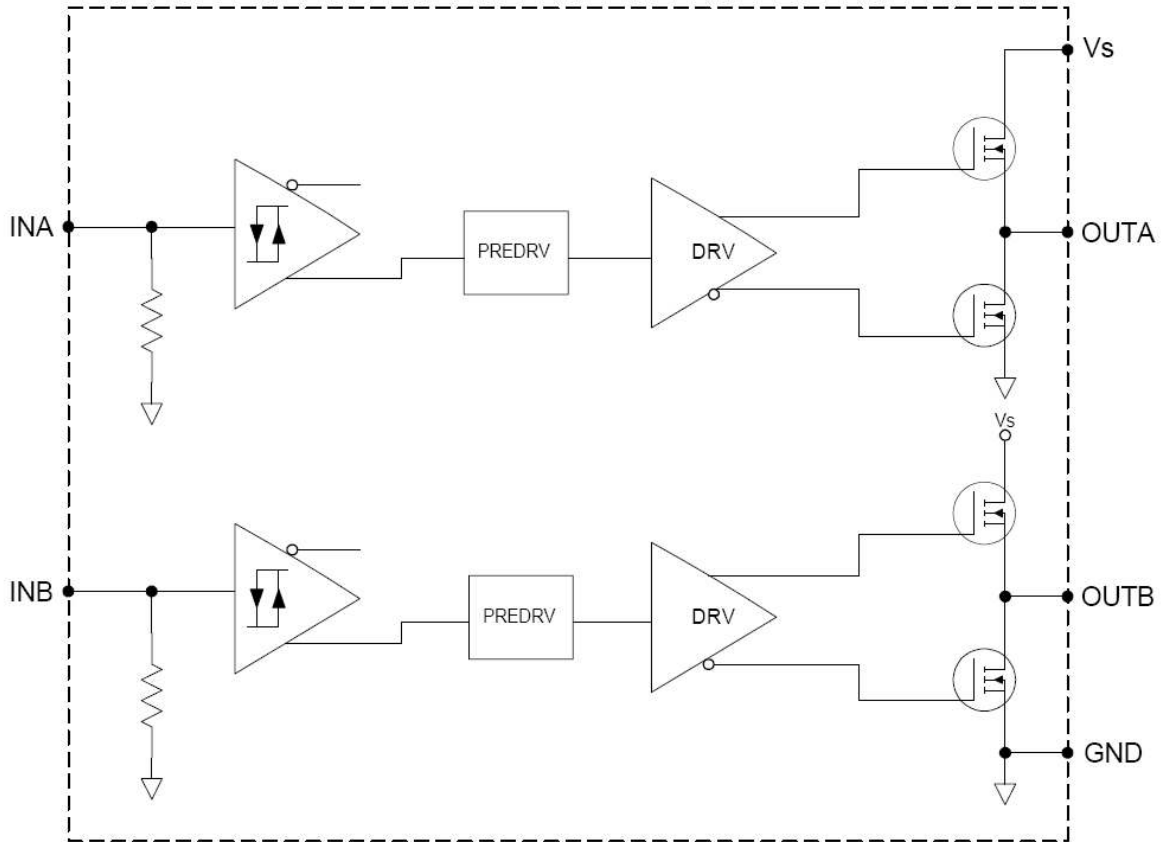 Vs
INA
PREDRV
DRV
OUTA
Vs
INB
PREDRV
DRV
OUTB
GND